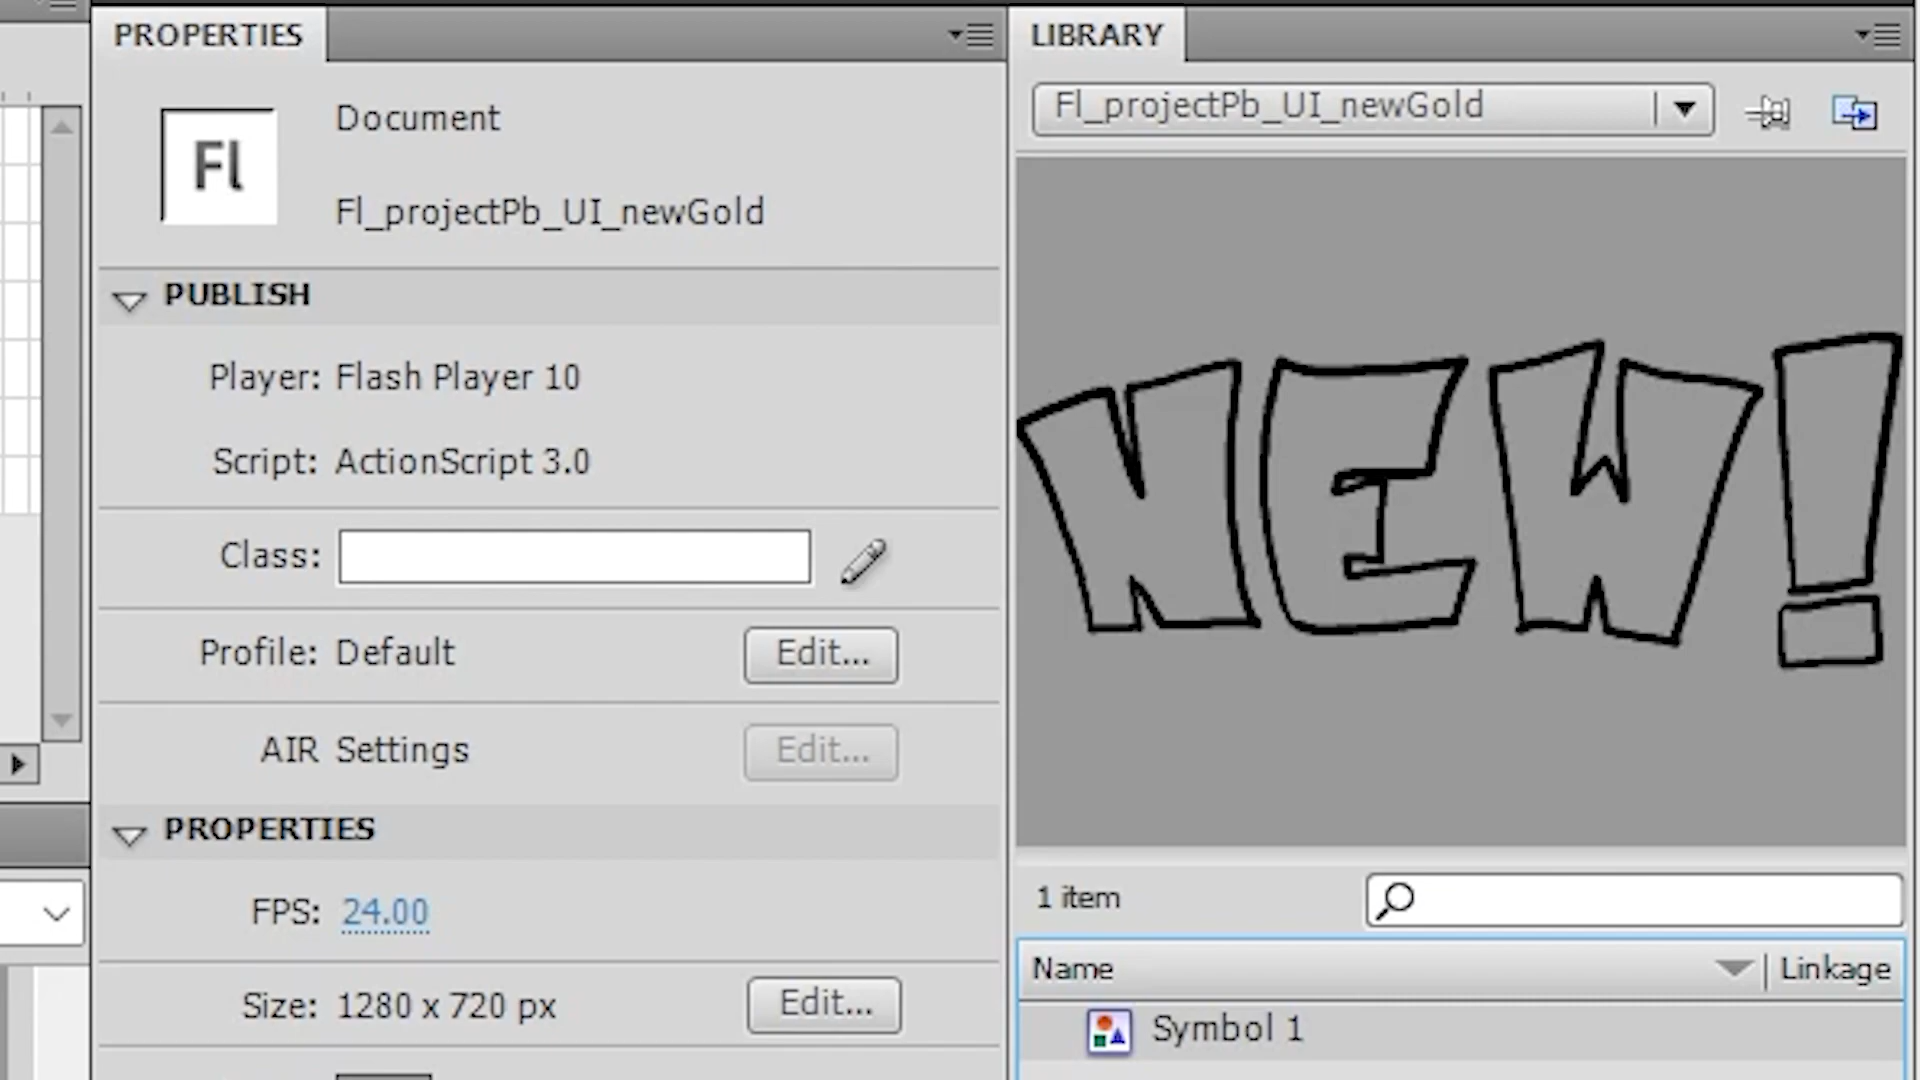 PROPERTIES
Fl
Document
Fl_projectPb_UI_newGold
PUBLISH
Player: Flash Player 10
Script: ActionScript 3.0
Class:
Profile: Default Edit...
AIR Settings Edit...
PROPERTIES
FPS: 24.00
Size: 1280 x 720 px Edit...
LIBRARY
Fl_projectPb_UI_newGold
NEW!
1 item
Name Linkage
Symbol 1